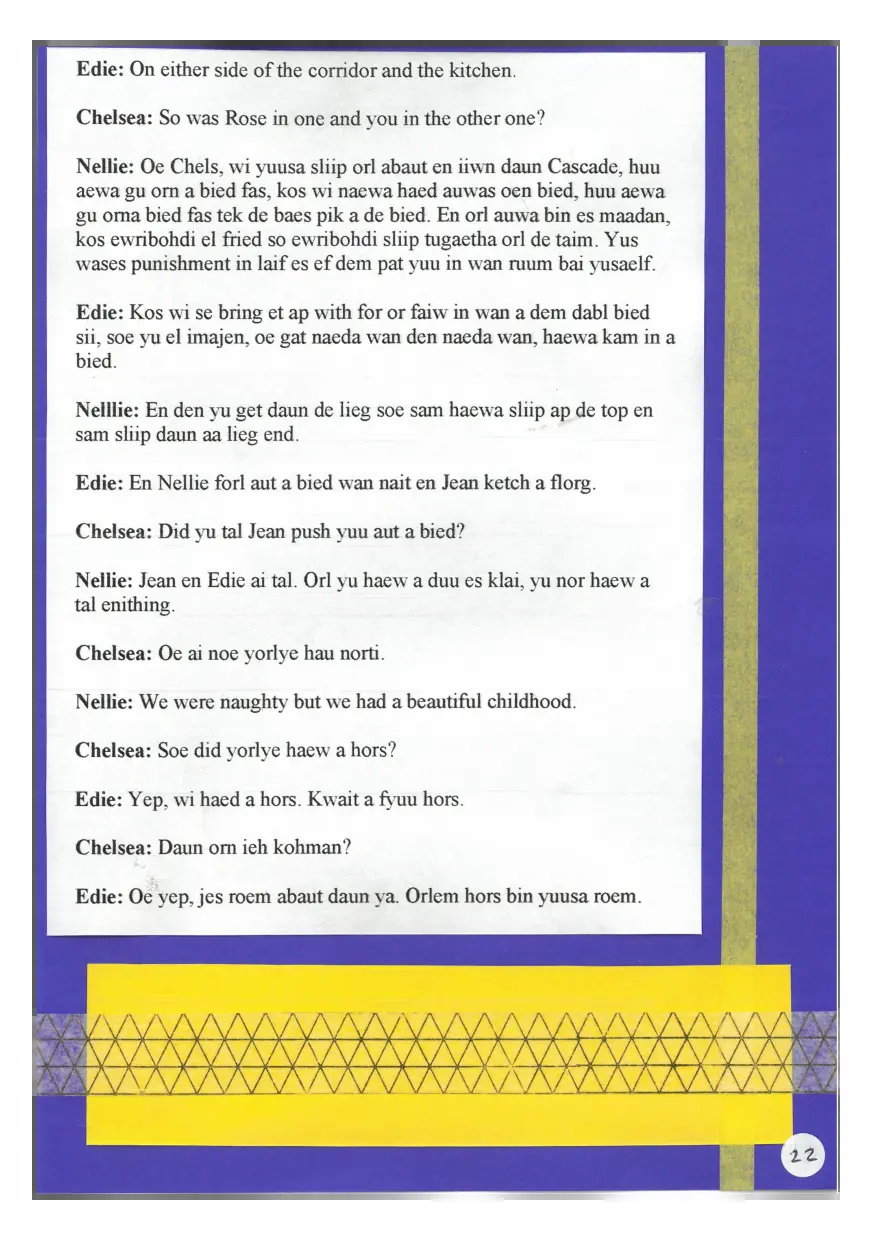 Edie: On either side of the corridor and the kitchen.
Chelsea: So was Rose in one and you in the other one?
Nellie: Oe Chels, wi yuusa sliip orl abaut en iiwn daun Cascade, huu
aewa gu orn a bied fas, kos wi naewa haed auwas oen bied, huu aewa
gu orna bied fas tek de baes pik a de bied. En orl auwa bin es maadan,
kos ewribohdi el fried so ewribohdi sliip tugaetha orl de taim. Yus
wases punishment in laif es ef dem pat yuu in wan ruum bai yusaelf.
Edie: Kos wi se bring et ap with for or faiw in wan a dem dabl bied
sii, soe yu el imajen, oe gat naeda wan den naeda wan, haewa kam in a
bied.
Nelllie: En den yu get daun de lieg soe sam haewa sliip ap de top en
sam sliip daun aa lieg end.
Edie: En Nellie forl aut a bied wan nait en Jean ketch a florg.
Chelsea: Did yu tal Jean push yuu aut a bied?
Nellie: Jean en Edie ai tal. Orl yu haew a duu es klai, yu nor haew a
tal enithing.
Chelsea: Oe ai noe yorlye hau norti.
Nellie: We were naughty but we had a beautiful childhood.
Chelsea: Soe did yorlye haew a hors?
Edie: Yep, wi haed a hors. Kwait a fyuu hors.
Chelsea: Daun orn ieh kohman?
Edie: Oe yep, jes roem abaut daun ya. Orlem hors bin yuusa roem.
22